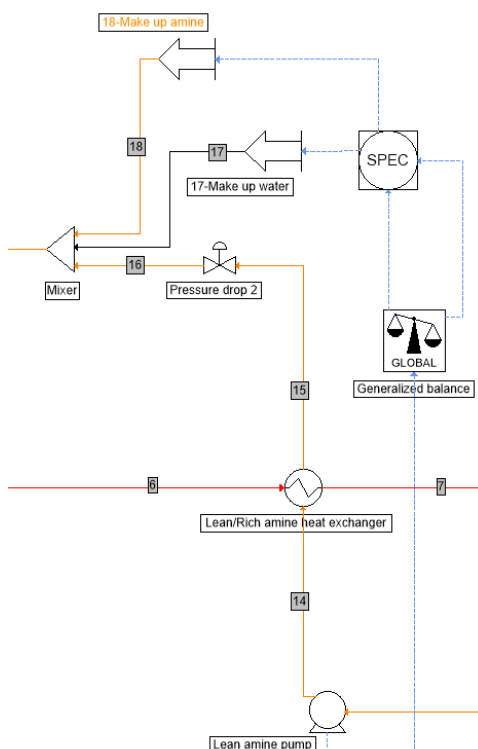 18-Make up amine
18
17
SPEC
17-Make up water
16
Mixer
Pressure drop 2
GLOBAL
Generalized balance
15
6
7
Lean/Rich amine heat exchanger
14
Lean amine pump